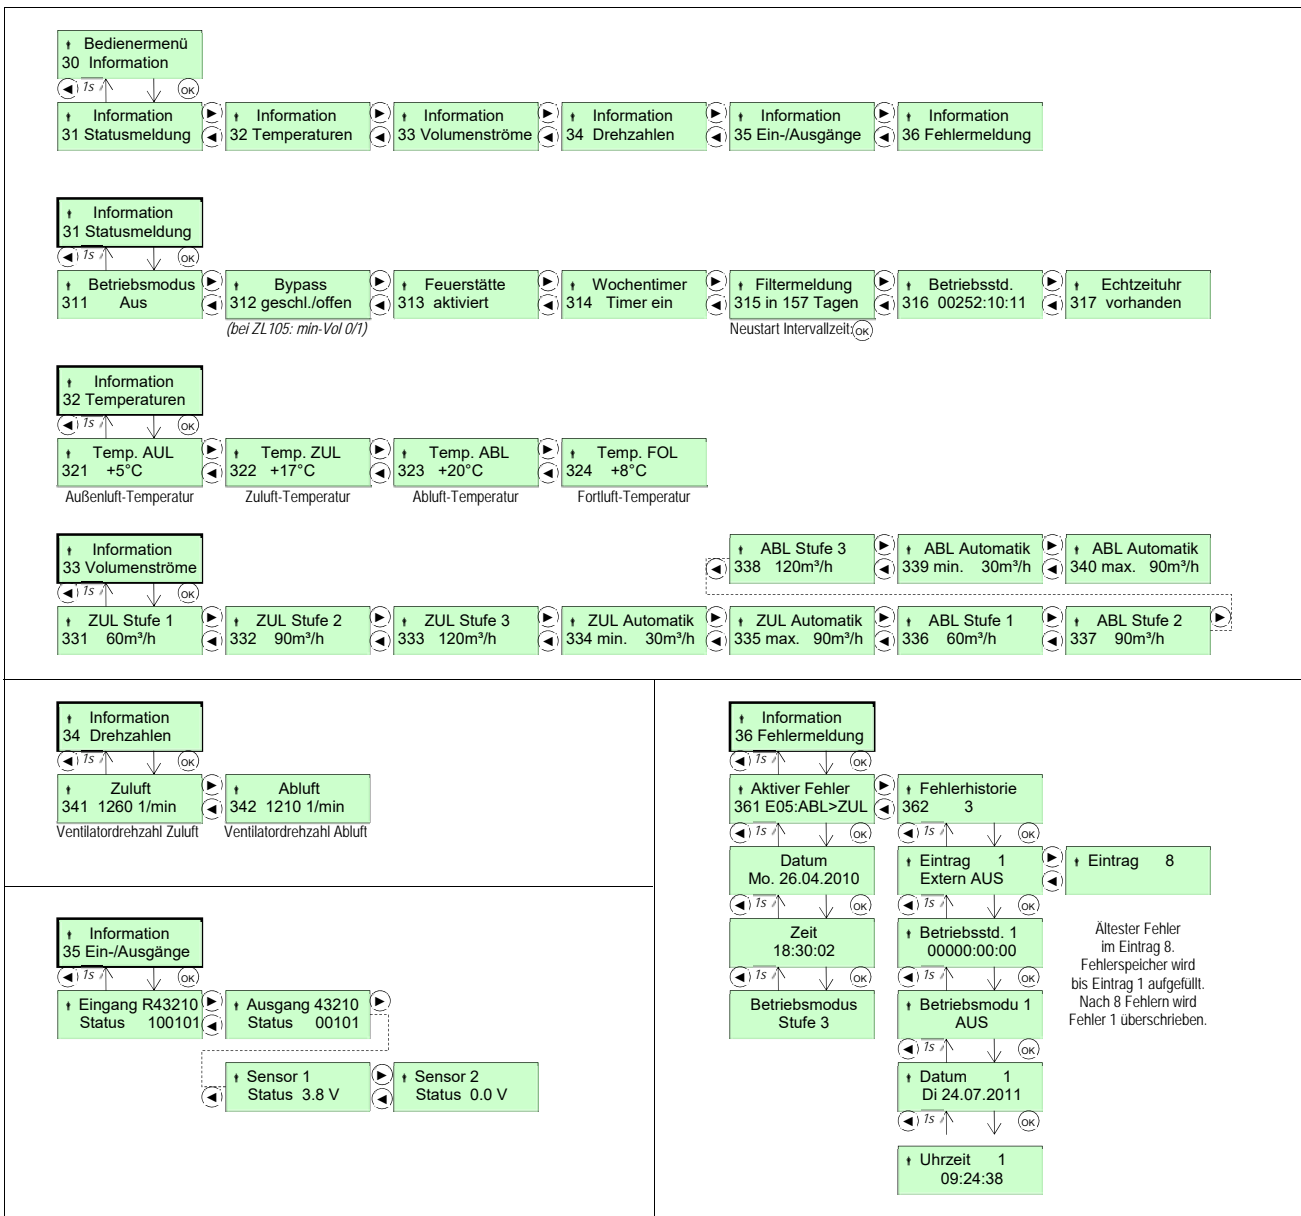 Bedienermenü
30 Information
1s OK
Information
31 Statusmeldung
Information
32 Temperaturen
Information
33 Volumenströme
Information
34 Drehzahlen
Information
35 Ein-/Ausgänge
Information
36 Fehlermeldung
Information
31 Statusmeldung
1s OK
Betriebsmodus
311 Aus
Bypass
312 geschl./offen
(bei ZL105: min-Vol 0/1)
Feuerstätte
313 aktiviert
Wochentimer
314 Timer ein
Filtermeldung
315 in 157 Tagen
Neustart Intervallzeit: OK
Betriebsstd.
316 00252:10:11
Echtzeituhr
317 vorhanden
Information
32 Temperaturen
1s OK
Temp. AUL
321 +5°C
Außenluft-Temperatur
Temp. ZUL
322 +17°C
Zuluft-Temperatur
Temp. ABL
323 +20°C
Abluft-Temperatur
Temp. FOL
324 +8°C
Fortluft-Temperatur
Information
33 Volumenströme
1s OK
ZUL Stufe 1
331 60m³/h
ZUL Stufe 2
332 90m³/h
ZUL Stufe 3
333 120m³/h
ZUL Automatik
334 min. 30m³/h
ZUL Automatik
335 max. 90m³/h
ABL Stufe 1
336 60m³/h
ABL Stufe 2
337 90m³/h
ABL Stufe 3
338 120m³/h
ABL Automatik
339 min. 30m³/h
ABL Automatik
340 max. 90m³/h
Information
34 Drehzahlen
1s OK
Zuluft
341 1260 1/min
Ventilatordrehzahl Zuluft
Abluft
342 1210 1/min
Ventilatordrehzahl Abluft
Information
35 Ein-/Ausgänge
1s OK
Eingang R43210
Status 100101
Ausgang 43210
Status 00101
Sensor 1
Status 3.8 V
Sensor 2
Status 0.0 V
Information
36 Fehlermeldung
1s OK
Aktiver Fehler
361 E05:ABL>ZUL
1s OK
Datum
Mo. 26.04.2010
1s OK
Zeit
18:30:02
1s OK
Betriebsmodus
Stufe 3
Fehlerhistorie
362 3
1s OK
Eintrag 1
Extern AUS
Eintrag 8
1s OK
Betriebsstd. 1
00000:00:00
1s OK
Betriebsmodu 1
AUS
1s OK
Datum 1
Di 24.07.2011
1s OK
Uhrzeit 1
09:24:38
Ältester Fehler
im Eintrag 8.
Fehlerspeicher wird
bis Eintrag 1 aufgefüllt.
Nach 8 Fehlern wird
Fehler 1 überschrieben.